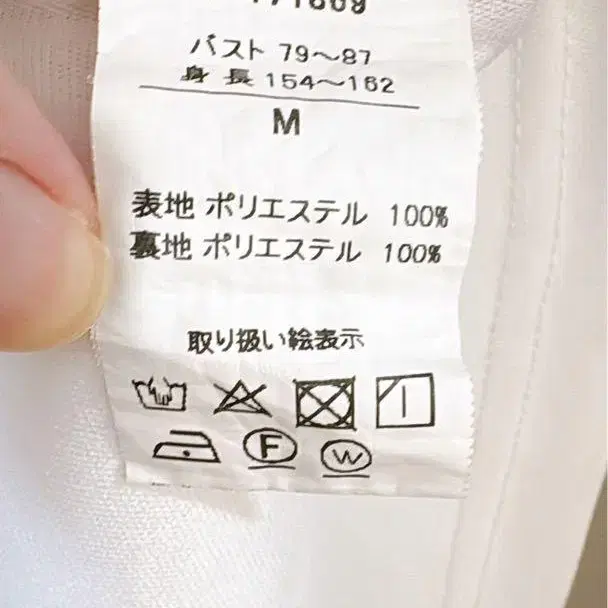 バスト 79〜87
身長 154〜162
M
表地 ポリエステル 100%
裏地 ポリエステル 100%
取り扱い絵表示
F
W